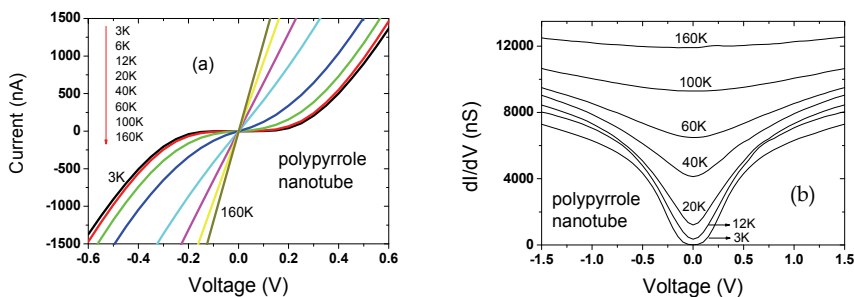 1500
1000
500
0
-500
-1000
-1500
Current (nA)
3K
6K
12K
20K
40K
60K
100K
160K
(a)
polypyrrole
nanotube
3K
160K
-0.6 -0.4 -0.2 0.0 0.2 0.4 0.6
Voltage (V)
12000
8000
4000
0
dI/dV (nS)
160K
100K
60K
40K
20K
12K
3K
polypyrrole
nanotube
(b)
-1.5 -1.0 -0.5 0.0 0.5 1.0 1.5
Voltage (V)